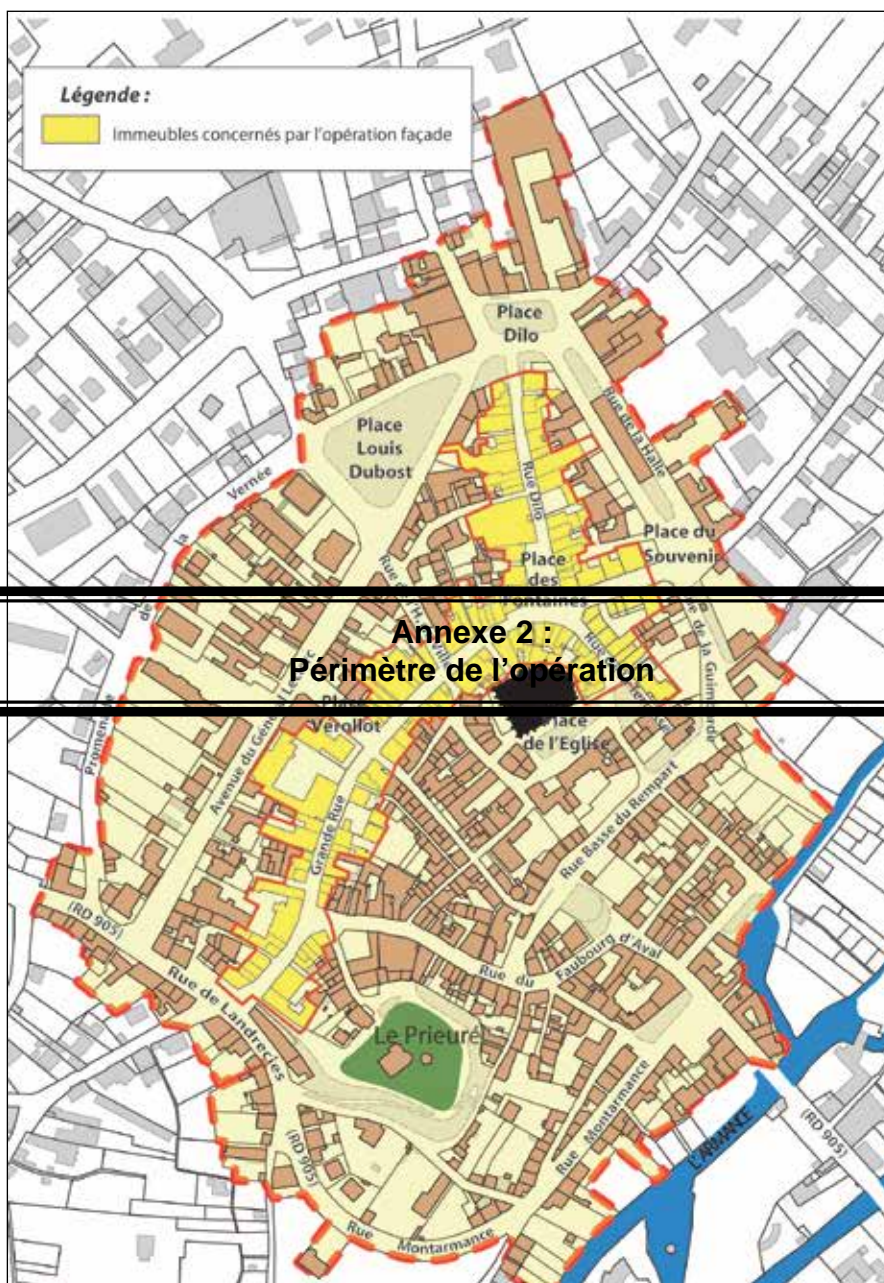 Légende :
Immeubles concernés par l'opération façade
Place
Dilo
Place
Louis
Dubost
Rue de la Halle
Rue Dilo
Place du
Souvenir
Place
des
Fontaines
Promenade de la Vernée
Annexe 2 :
Périmètre de l'opération
Verollot
de l'Eglise
Avenue du Général
Grande Rue
Rue Basse du Rempart
(RD 905)
Rue de Landrecies
Rue du Faubourg d'Aval
Le Prieuré
Rue Montarmance
L'ARMANCE
(RD 905)
(RD 905)
Rue Montarmance